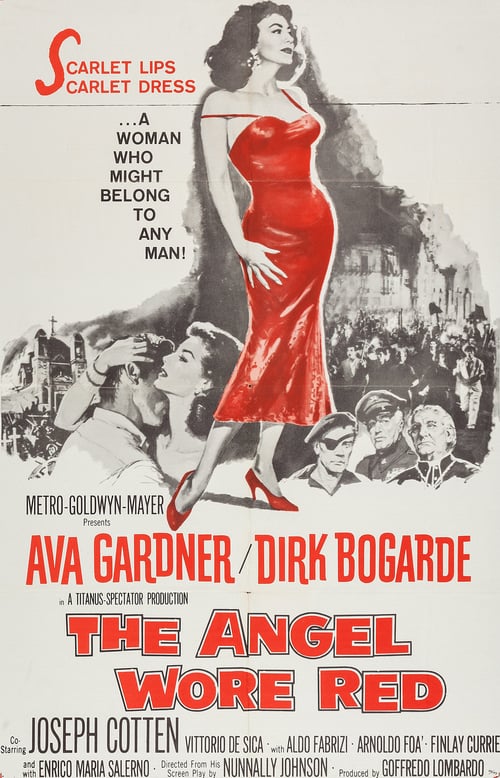 SCARLET LIPS
SCARLET DRESS
...A
WOMAN
WHO
MIGHT
BELONG
TO
ANY
MAN!
METRO-GOLDWYN-MAYER
Presents
AVA GARDNER / DIRK BOGARDE
in A TITANUS-SPECTATOR PRODUCTION
THE ANGEL
WORE RED
Co-Starring JOSEPH COTTEN VITTORIO DE SICA · with ALDO FABRIZI · ARNOLDO FOA' · FINLAY CURRIE
and with ENRICO MARIA SALERNO · Directed From His Screen Play by NUNNALLY JOHNSON · Produced by GOFFREDO LOMBARDO